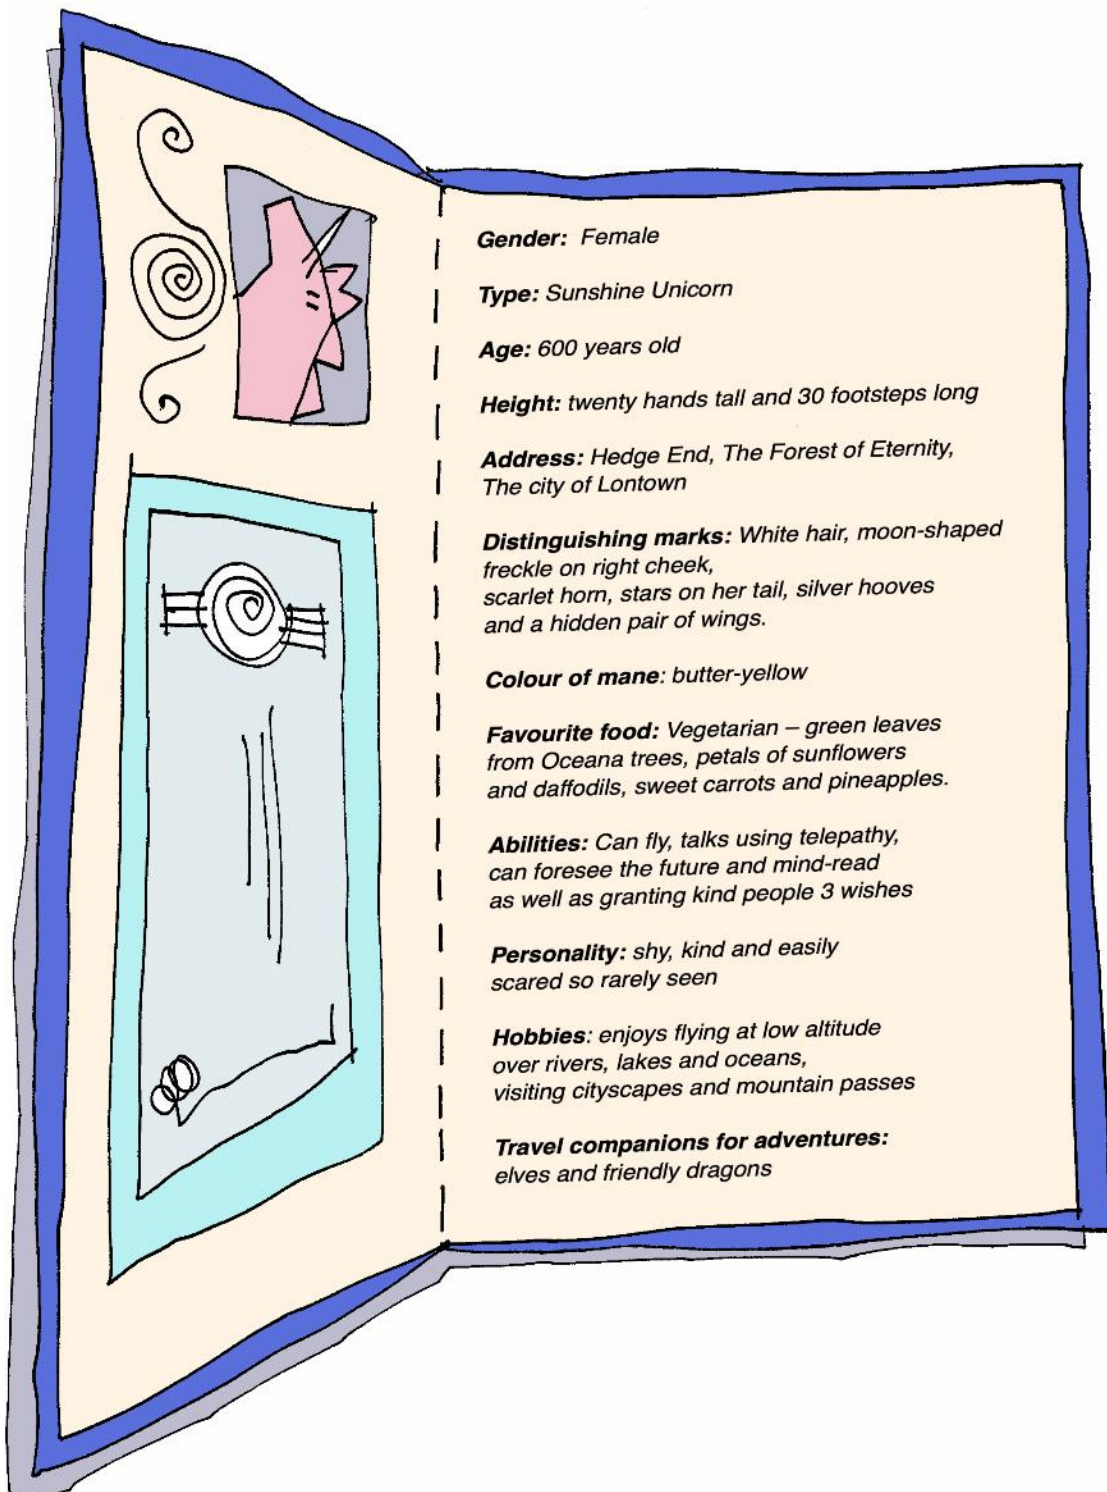 Gender: Female
Type: Sunshine Unicorn
Age: 600 years old
Height: twenty hands tall and 30 footsteps long
Address: Hedge End, The Forest of Eternity,
The city of Lontown
Distinguishing marks: White hair, moon-shaped
freckle on right cheek,
scarlet horn, stars on her tail, silver hooves
and a hidden pair of wings.
Colour of mane: butter-yellow
Favourite food: Vegetarian – green leaves
from Oceana trees, petals of sunflowers
and daffodils, sweet carrots and pineapples.
Abilities: Can fly, talks using telepathy,
can foresee the future and mind-read
as well as granting kind people 3 wishes
Personality: shy, kind and easily
scared so rarely seen
Hobbies: enjoys flying at low altitude
over rivers, lakes and oceans,
visiting cityscapes and mountain passes
Travel companions for adventures:
elves and friendly dragons